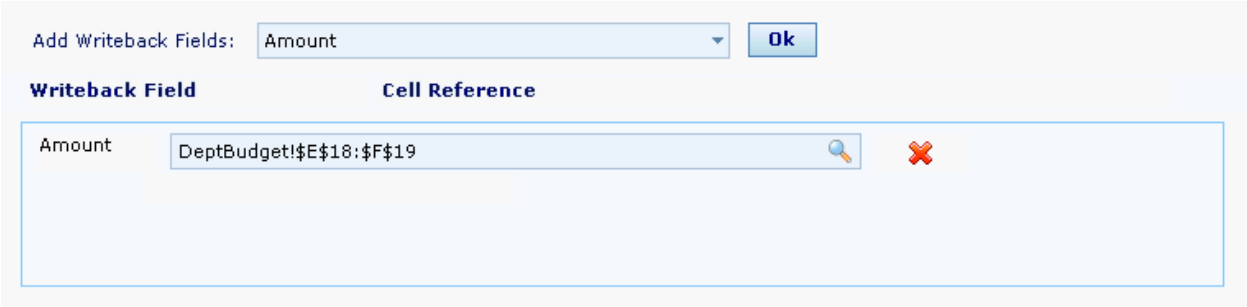 Add Writeback Fields: Amount Ok
Writeback Field Cell Reference
Amount DeptBudget!$E$18:$F$19